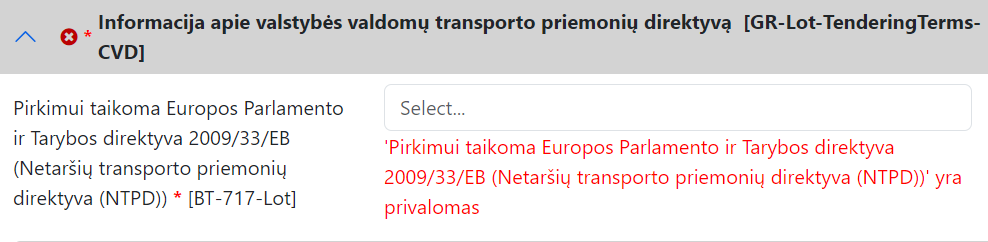 * Informacija apie valstybės valdomų transporto priemonių direktyvą [GR-Lot-TenderingTerms-
CVD]
Pirkimui taikoma Europos Parlamento
ir Tarybos direktyva 2009/33/EB
(Netaršių transporto priemonių
direktyva (NTPD)) * [BT-717-Lot]
Select...
'Pirkimui taikoma Europos Parlamento ir Tarybos direktyva
2009/33/EB (Netaršių transporto priemonių direktyva (NTPD))' yra
privalomas